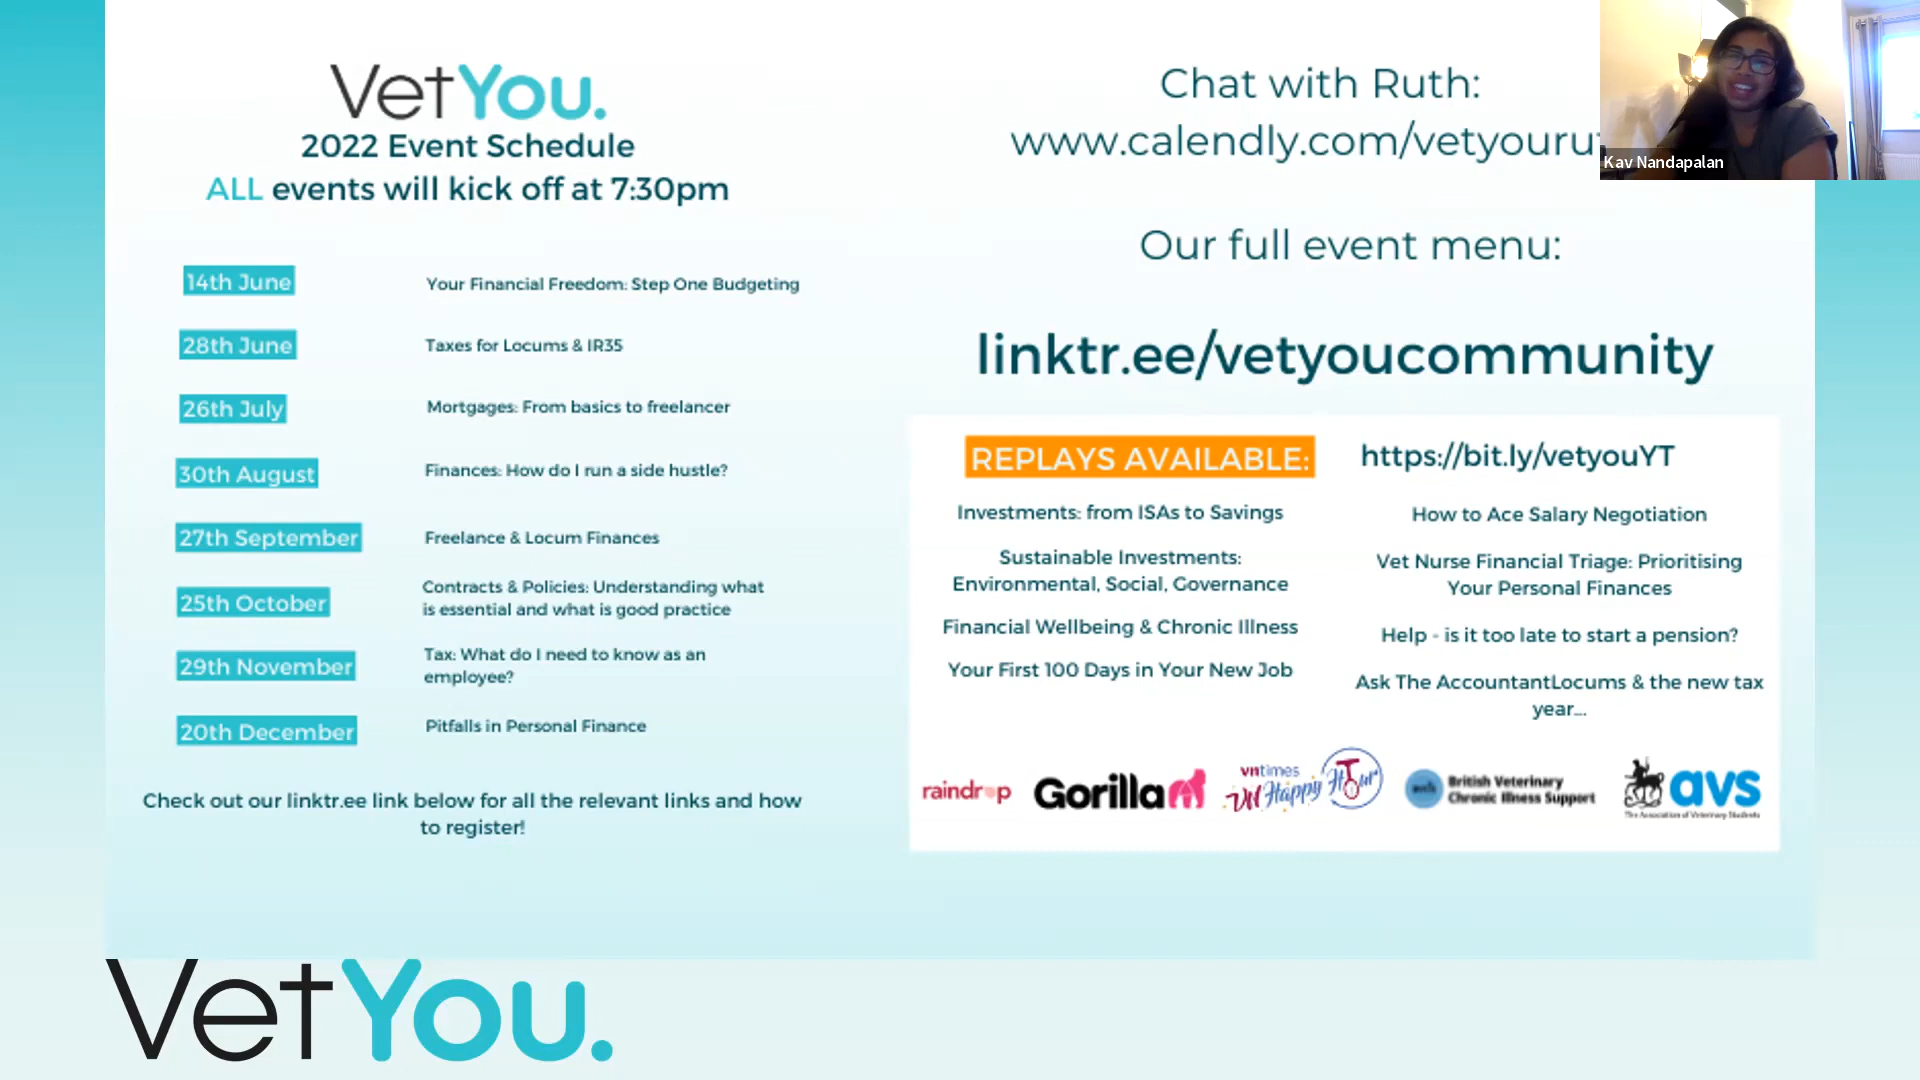 VetYou.
2022 Event Schedule
ALL events will kick off at 7:30pm
14th June
Your Financial Freedom: Step One Budgeting
28th June
Taxes for Locums & IR35
26th July
Mortgages: From basics to freelancer
30th August
Finances: How do I run a side hustle?
27th September
Freelance & Locum Finances
25th October
Contracts & Policies: Understanding what
is essential and what is good practice
29th November
Tax: What do I need to know as an
employee?
20th December
Pitfalls in Personal Finance
Check out our linktr.ee link below for all the relevant links and how
to register!
Chat with Ruth:
www.calendly.com/vetyouru
Kav Nandapalan
Our full event menu:
linktr.ee/vetyoucommunity
REPLAYS AVAILABLE:
https://bit.ly/vetyouYT
Investments: from ISAs to Savings
Sustainable Investments:
Environmental, Social, Governance
Financial Wellbeing & Chronic Illness
Your First 100 Days in Your New Job
How to Ace Salary Negotiation
Vet Nurse Financial Triage: Prioritising
Your Personal Finances
Help - is it too late to start a pension?
Ask The AccountantLocums & the new tax
year...
raindrop
Gorilla
vntimes
VN Happy Hour
British Veterinary
Chronic Illness Support
avs
The Association of Veterinary Students
VetYou.